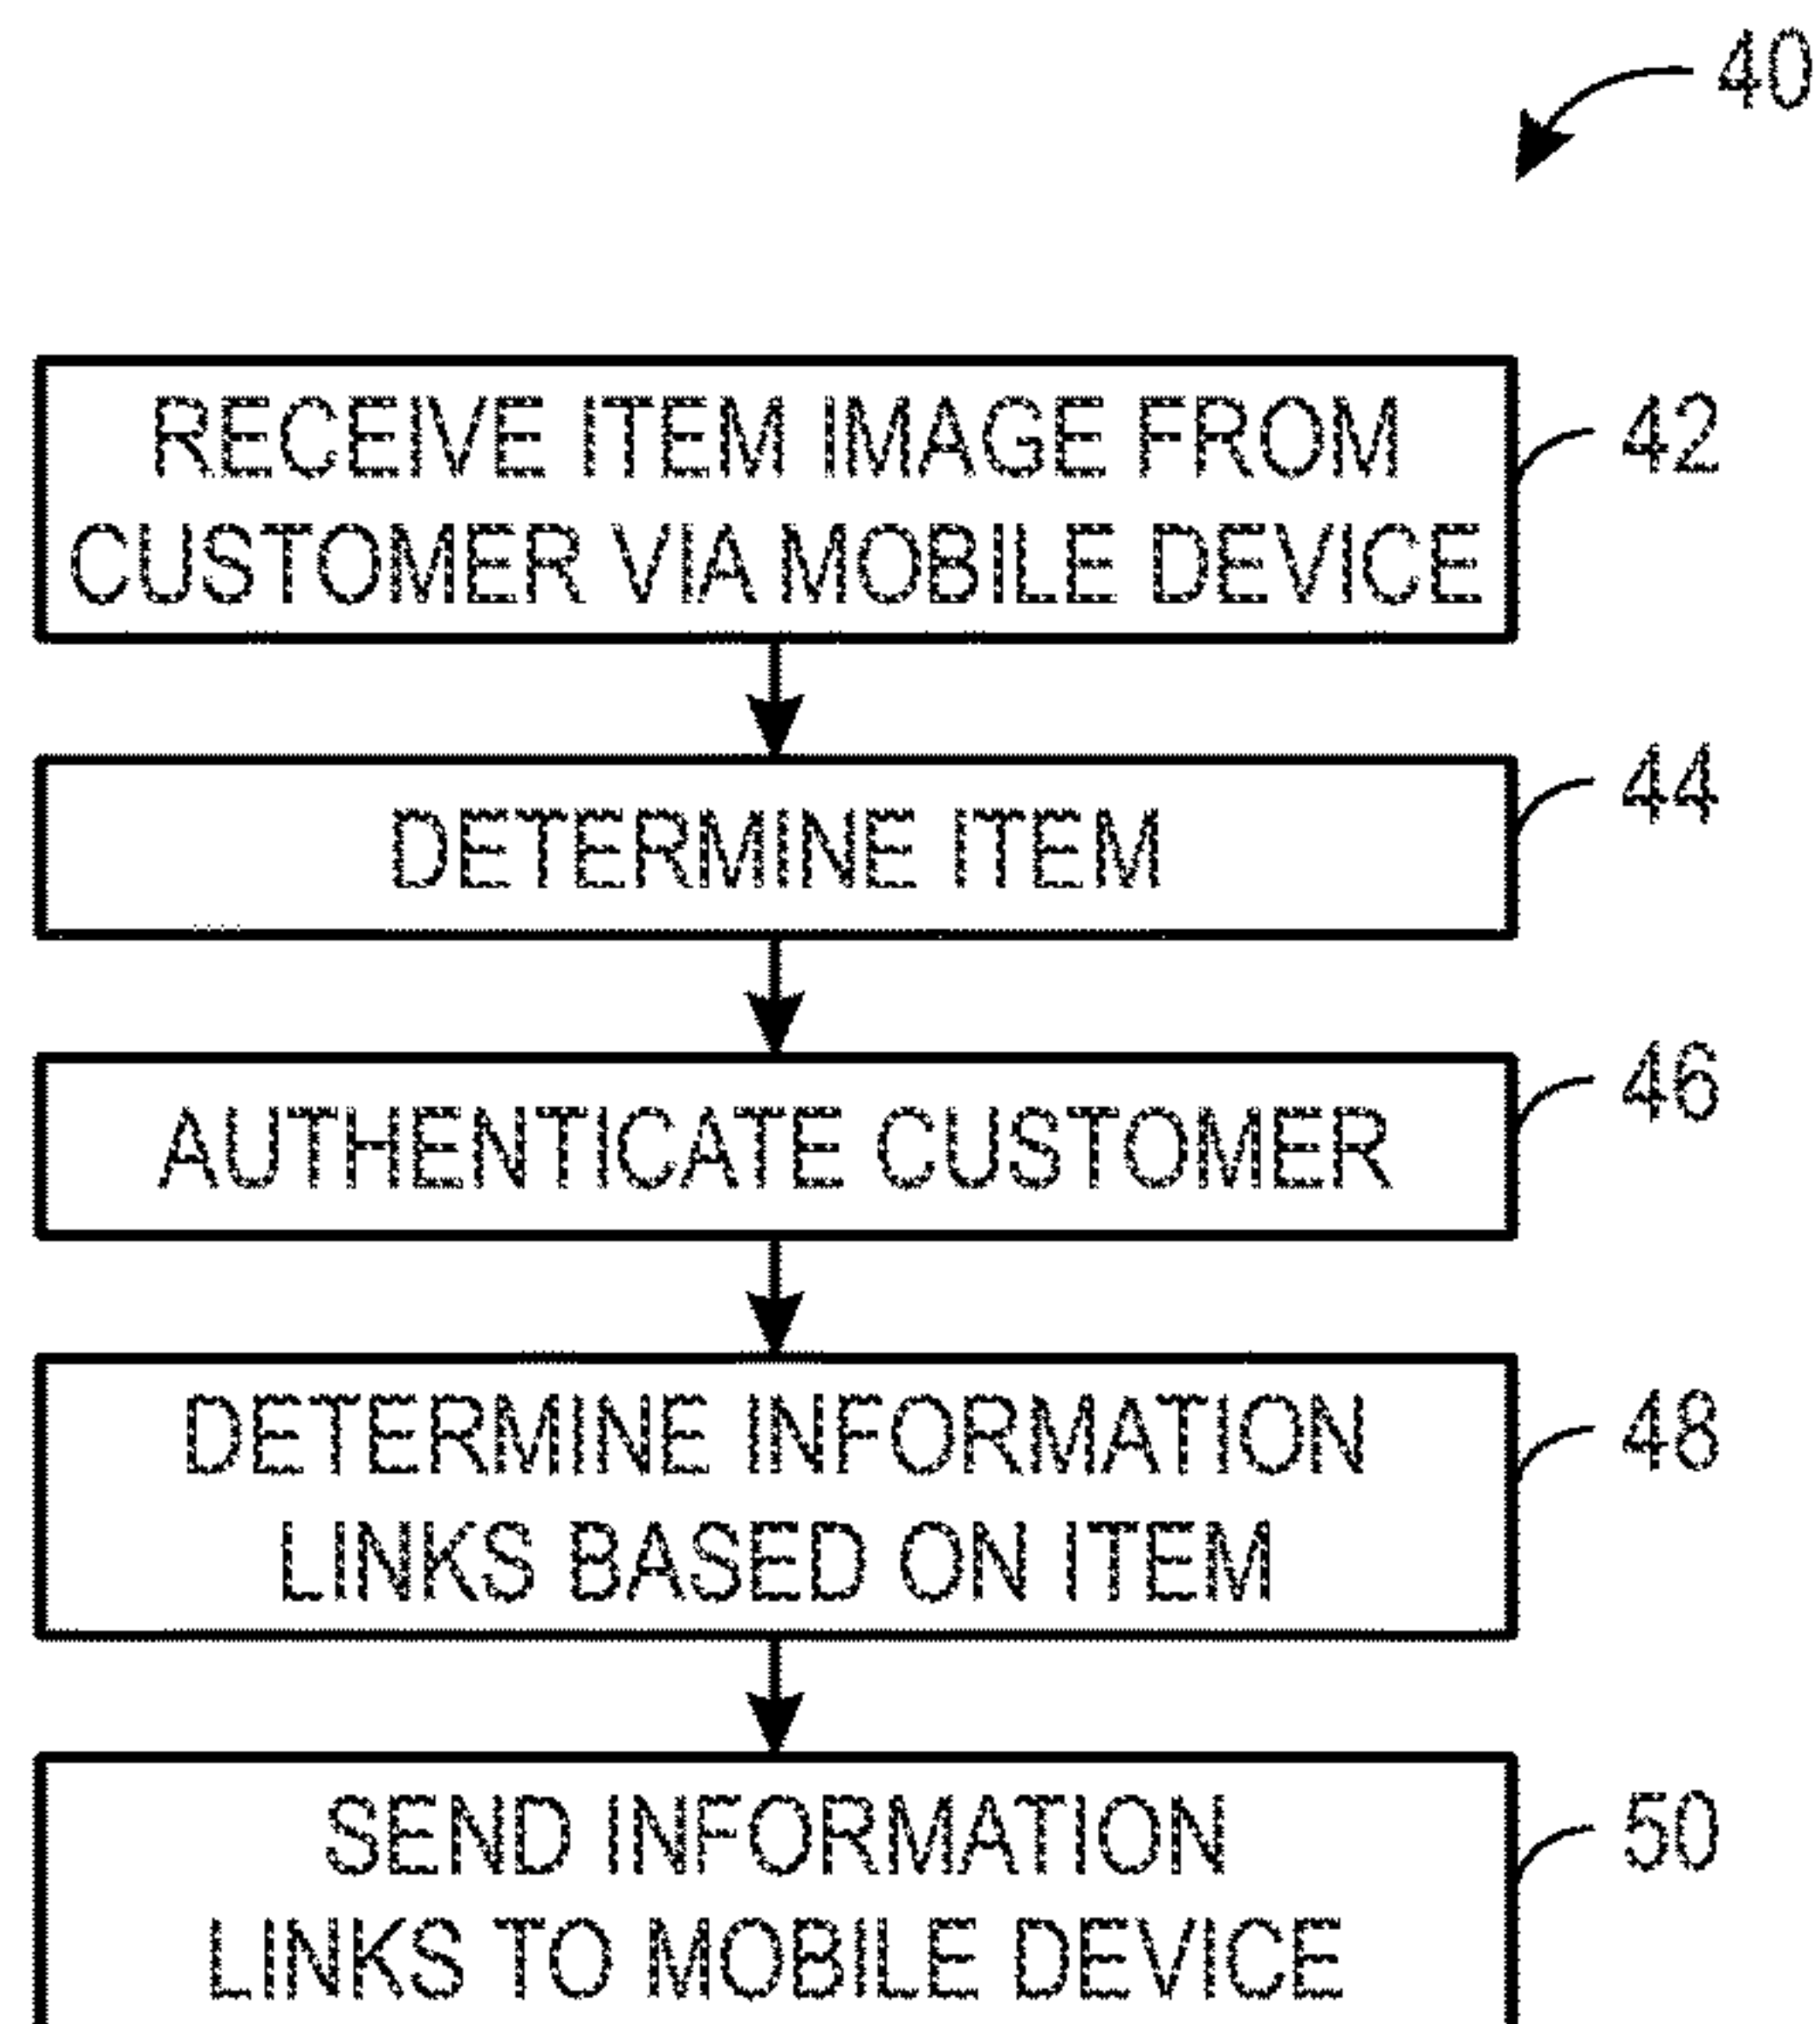 40
RECEIVE ITEM IMAGE FROM
CUSTOMER VIA MOBILE DEVICE
42
DETERMINE ITEM
44
AUTHENTICATE CUSTOMER
46
DETERMINE INFORMATION
LINKS BASED ON ITEM
48
SEND INFORMATION
LINKS TO MOBILE DEVICE
50